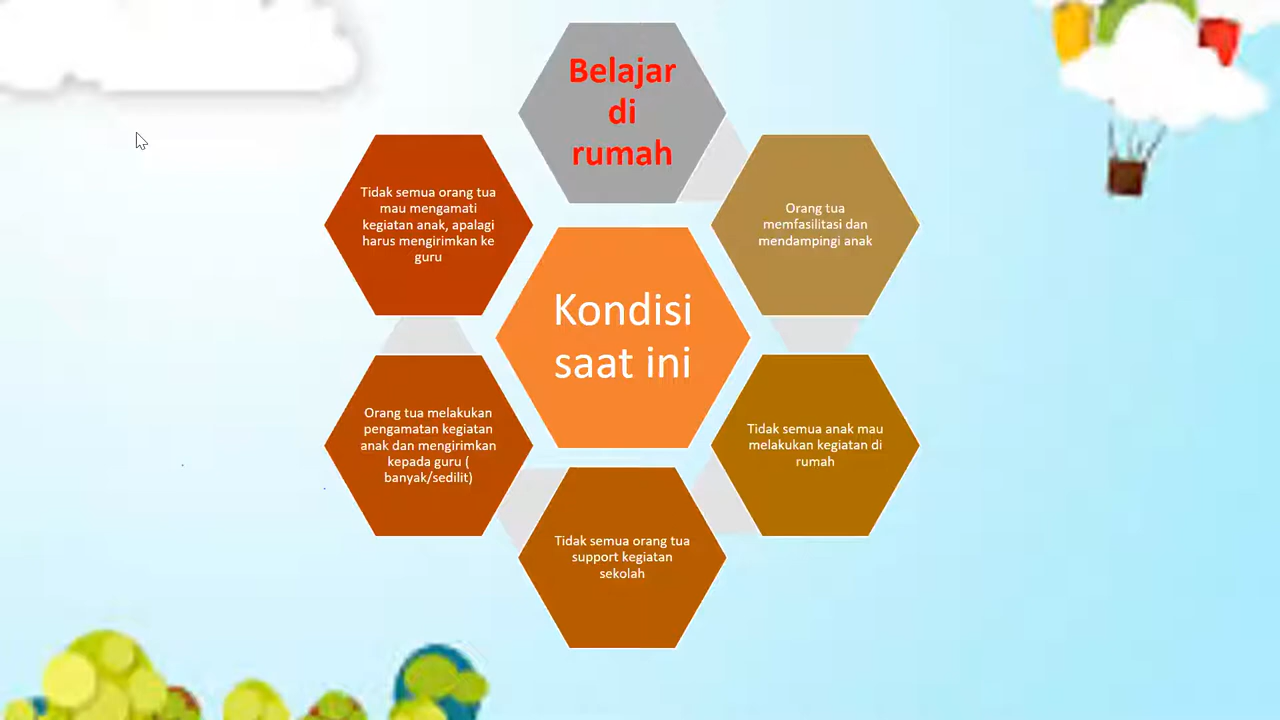 Belajar
di
rumah
Orang tua
memfasilitasi dan
mendampingi anak
Tidak semua anak mau
melakukan kegiatan di
rumah
Tidak semua orang tua
support kegiatan
sekolah
Orang tua melakukan
pengamatan kegiatan
anak dan mengirimkan
kepada guru (
banyak/sedilit)
Tidak semua orang tua
mau mengamati
kegiatan anak, apalagi
harus mengirimkan ke
guru
Kondisi
saat ini